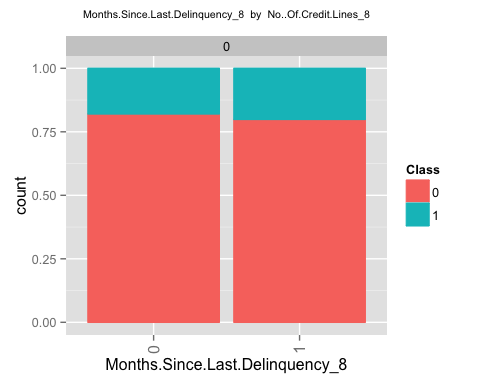 Months.Since.Last.Delinquency_8 by No..Of.Credit.Lines_8
0
1.00
0.75
0.50
0.25
0.00
count
0
1
Months.Since.Last.Delinquency_8
Class
0
1